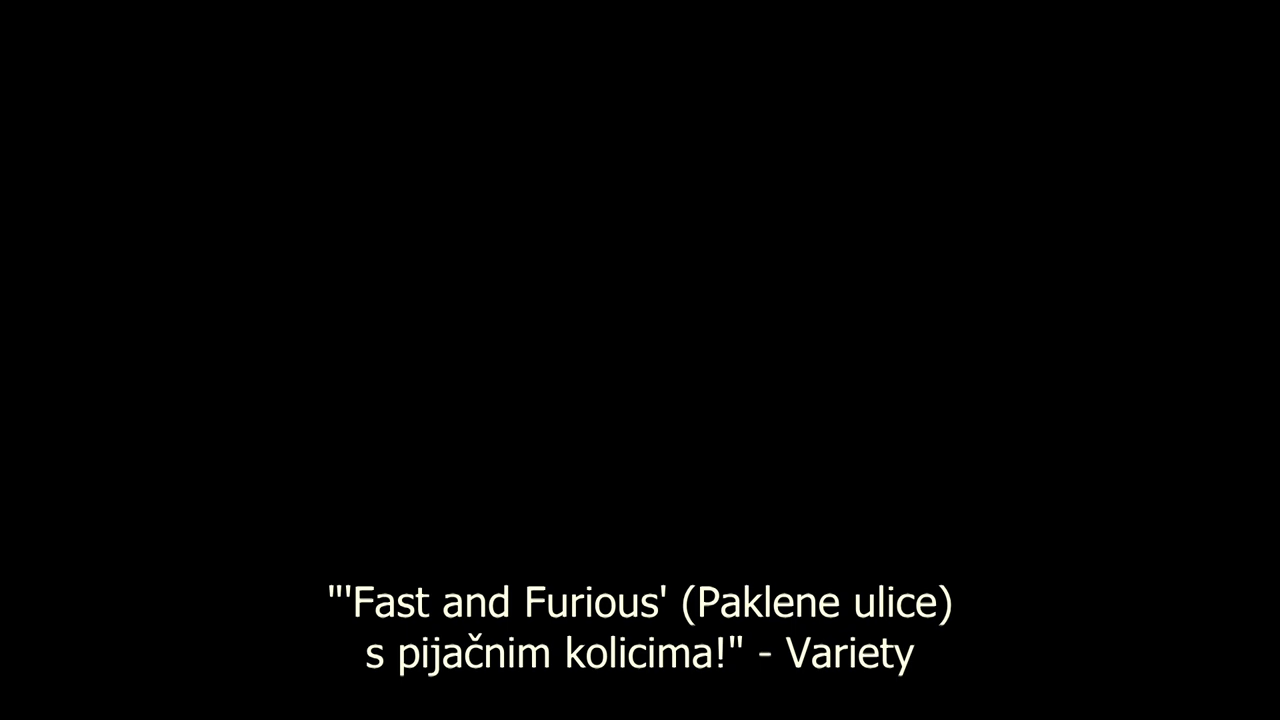 "'Fast and Furious' (Paklene ulice)
s pijačnim kolicima!" - Variety